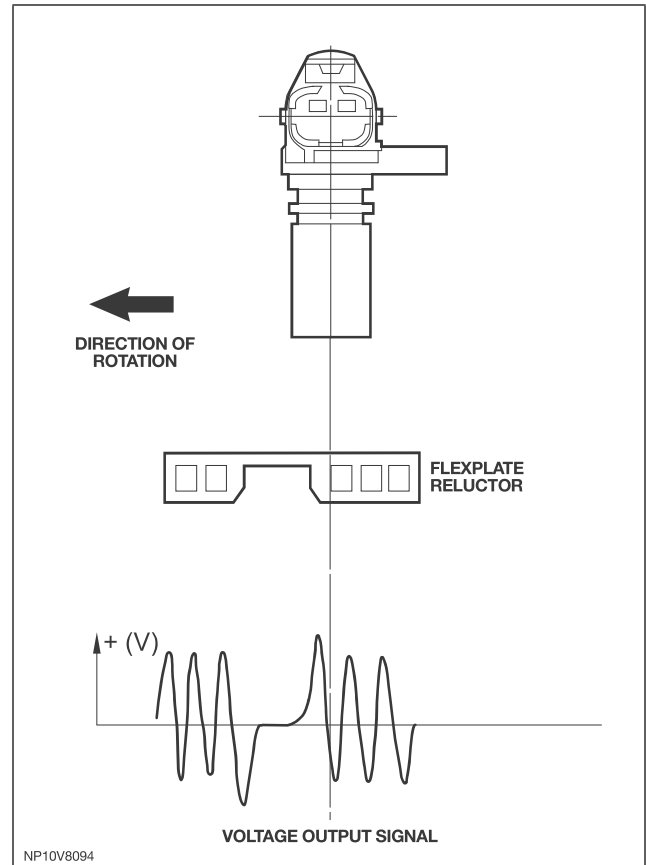 DIRECTION OF
ROTATION
FLEXPLATE
RELUCTOR
+ (V)
VOLTAGE OUTPUT SIGNAL
NP10V8094